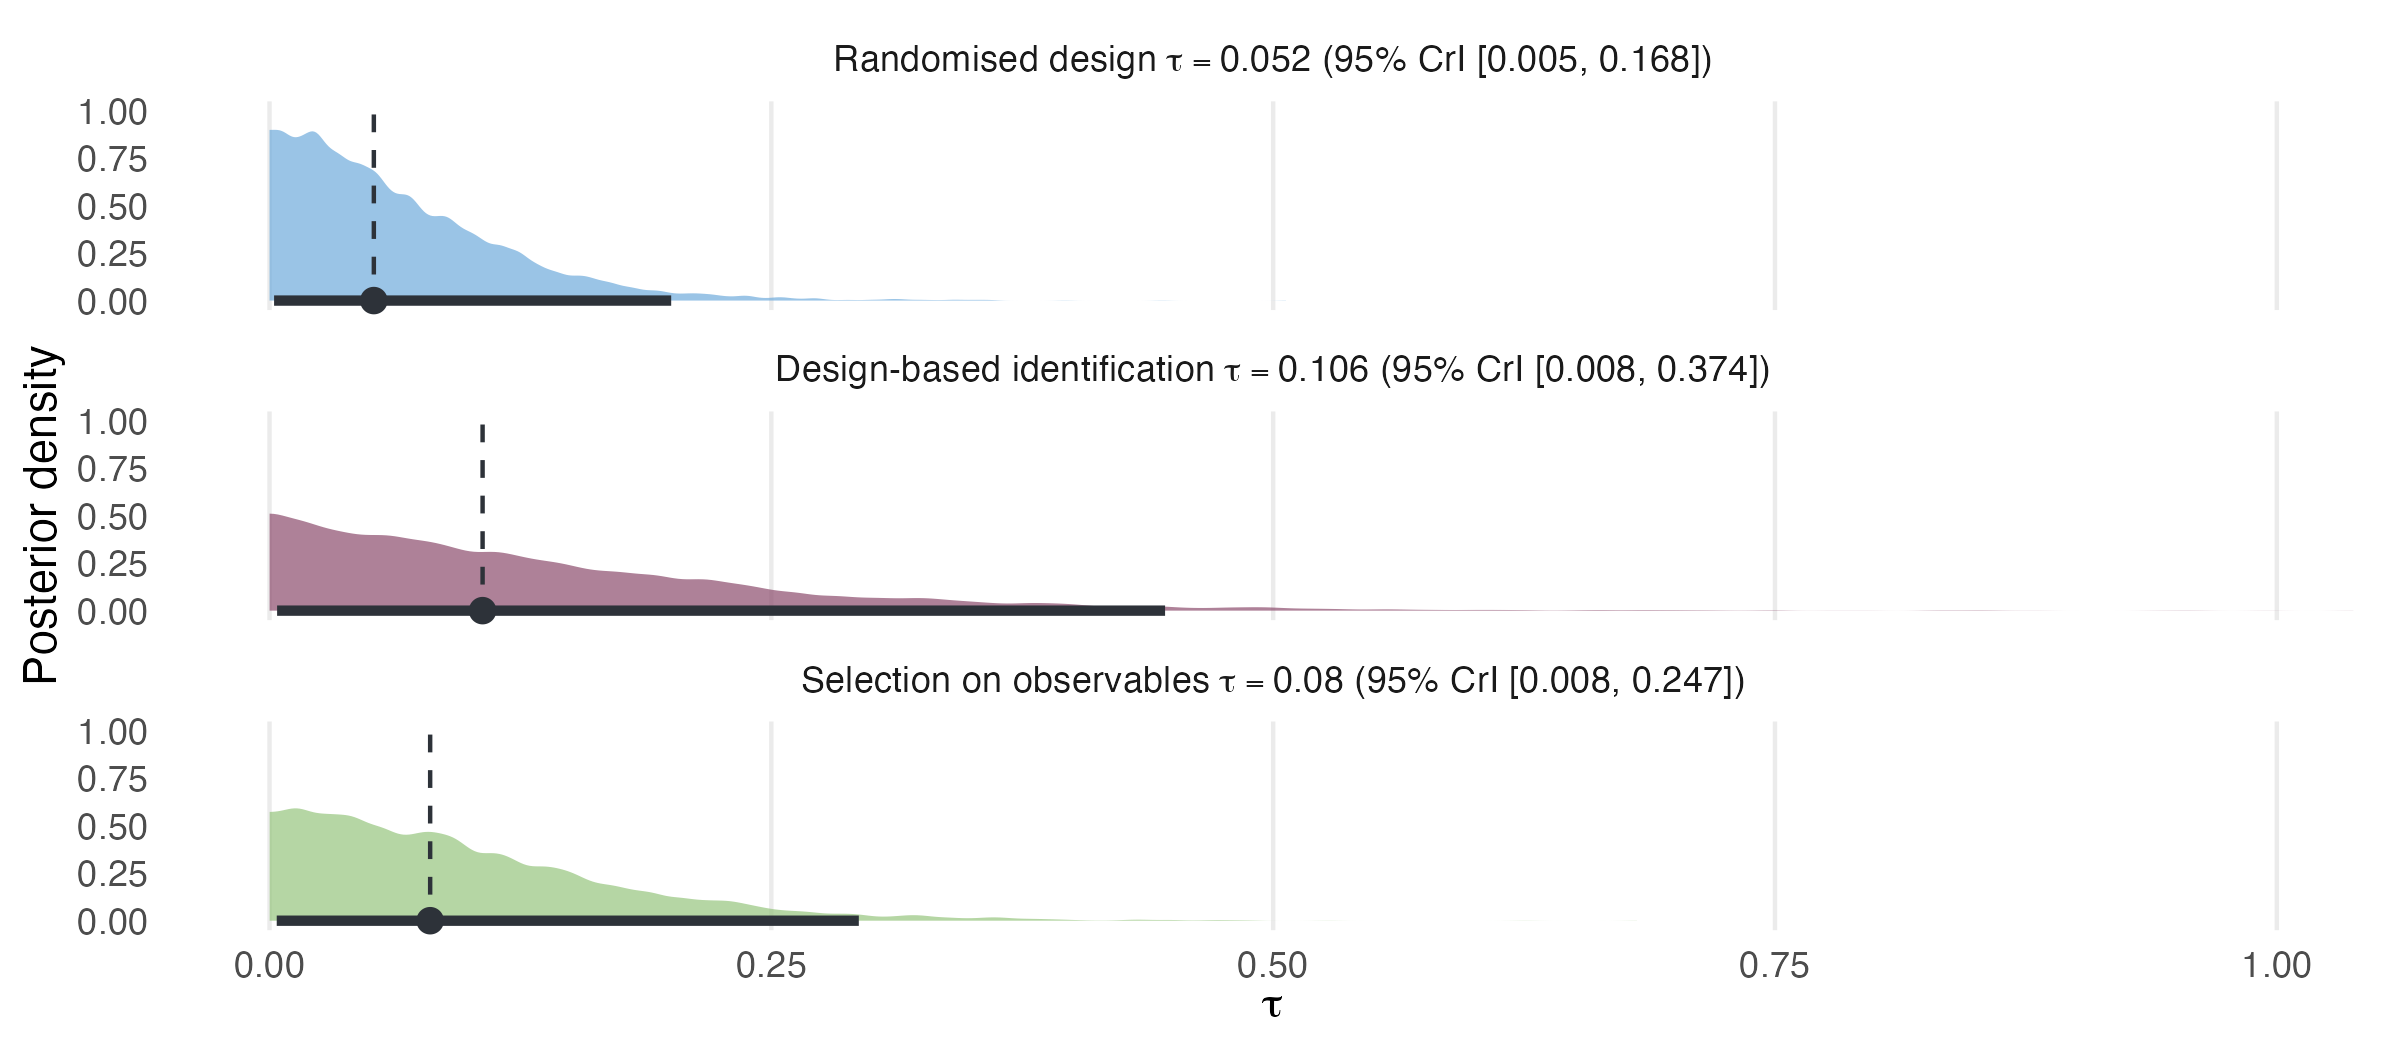 Randomised design τ = 0.052 (95% CrI [0.005, 0.168])
1.00
0.75
0.50
0.25
0.00
Design-based identification τ = 0.106 (95% CrI [0.008, 0.374])
1.00
0.75
0.50
0.25
0.00
Posterior density
Selection on observables τ = 0.08 (95% CrI [0.008, 0.247])
1.00
0.75
0.50
0.25
0.00
0.00 0.25 0.50 0.75 1.00
τ